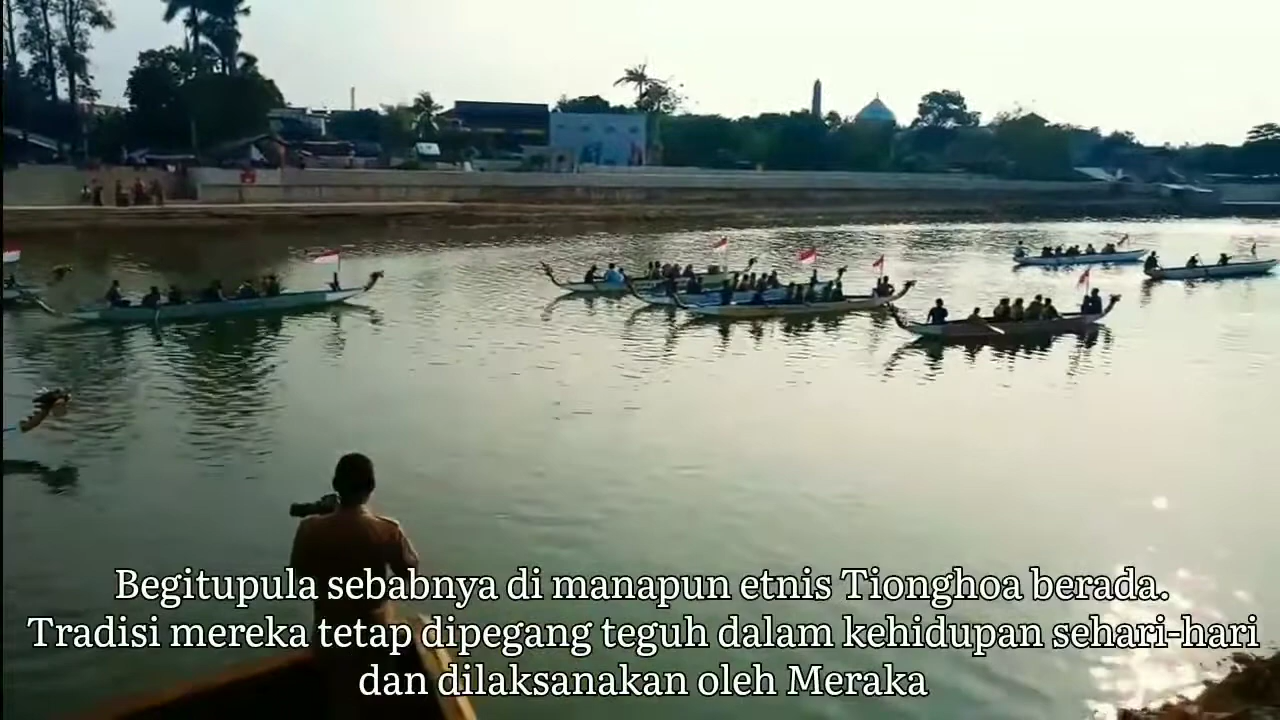 Begitupula sebabnya di manapun etnis Tionghoa berada.
Tradisi mereka tetap dipegang teguh dalam kehidupan sehari-hari
dan dilaksanakan oleh Meraka